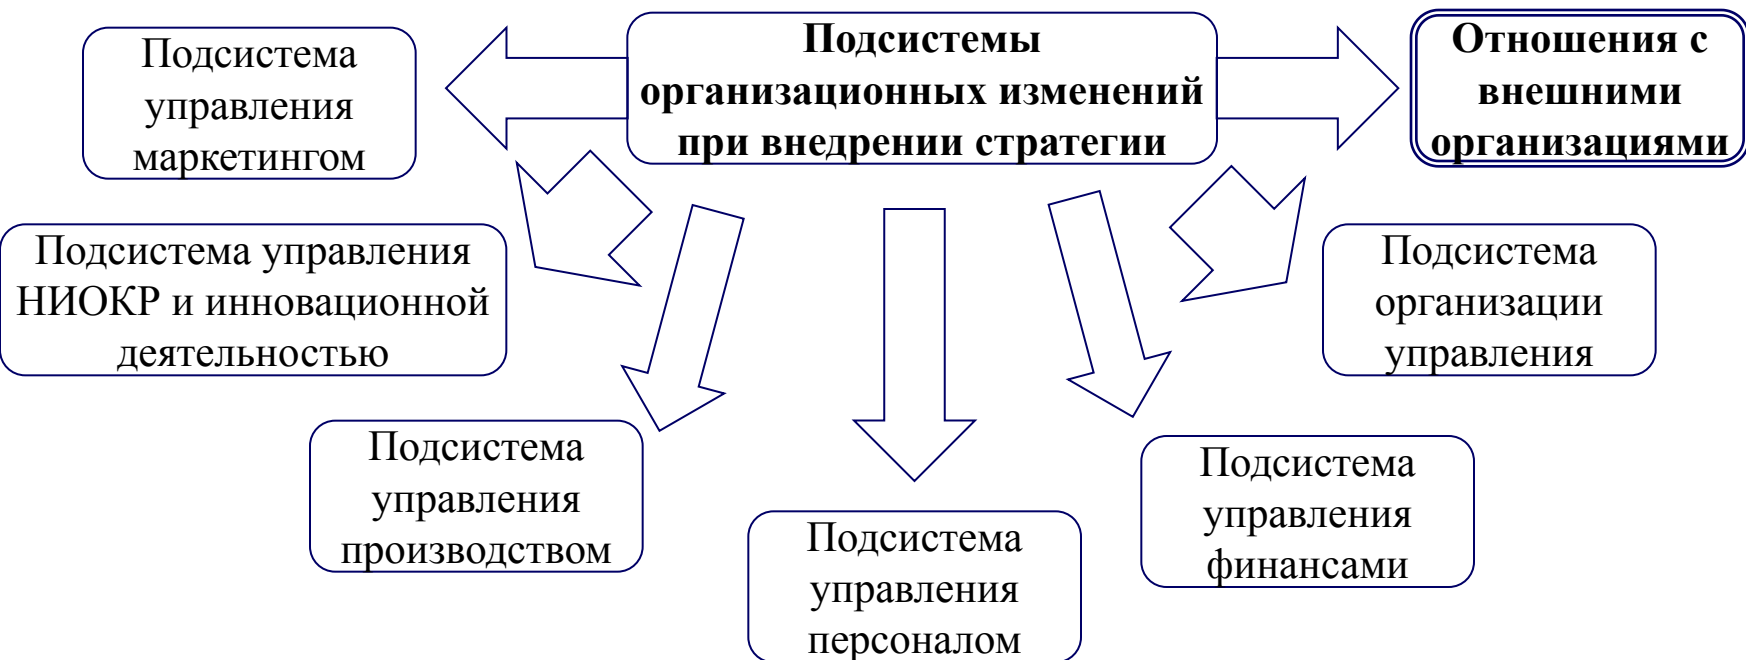 Подсистема
управления
маркетингом
Подсистемы
организационных изменений
при внедрении стратегии
Отношения с
внешними
организациями
Подсистема управления
НИОКР и инновационной
деятельностью
Подсистема
организации
управления
Подсистема
управления
производством
Подсистема
управления
персоналом
Подсистема
управления
финансами